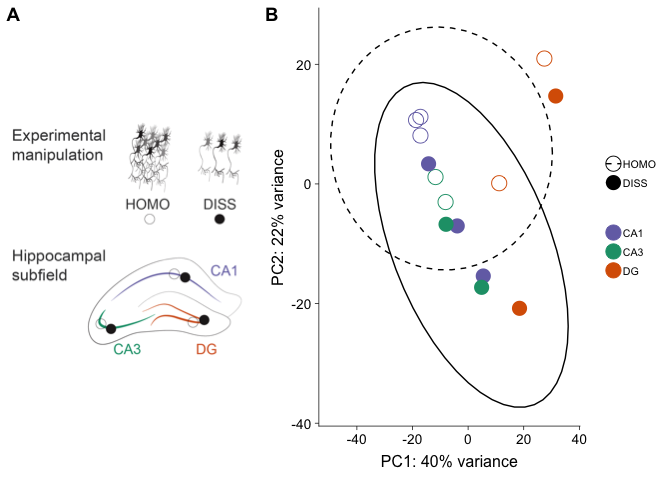 A
Experimental
manipulation
HOMO
DISS
Hippocampal
subfield
CA1
CA3
DG
B
PC2: 22% variance
20
0
-20
-40
-40
-20
0
20
40
PC1: 40% variance
HOMO
DISS
CA1
CA3
DG